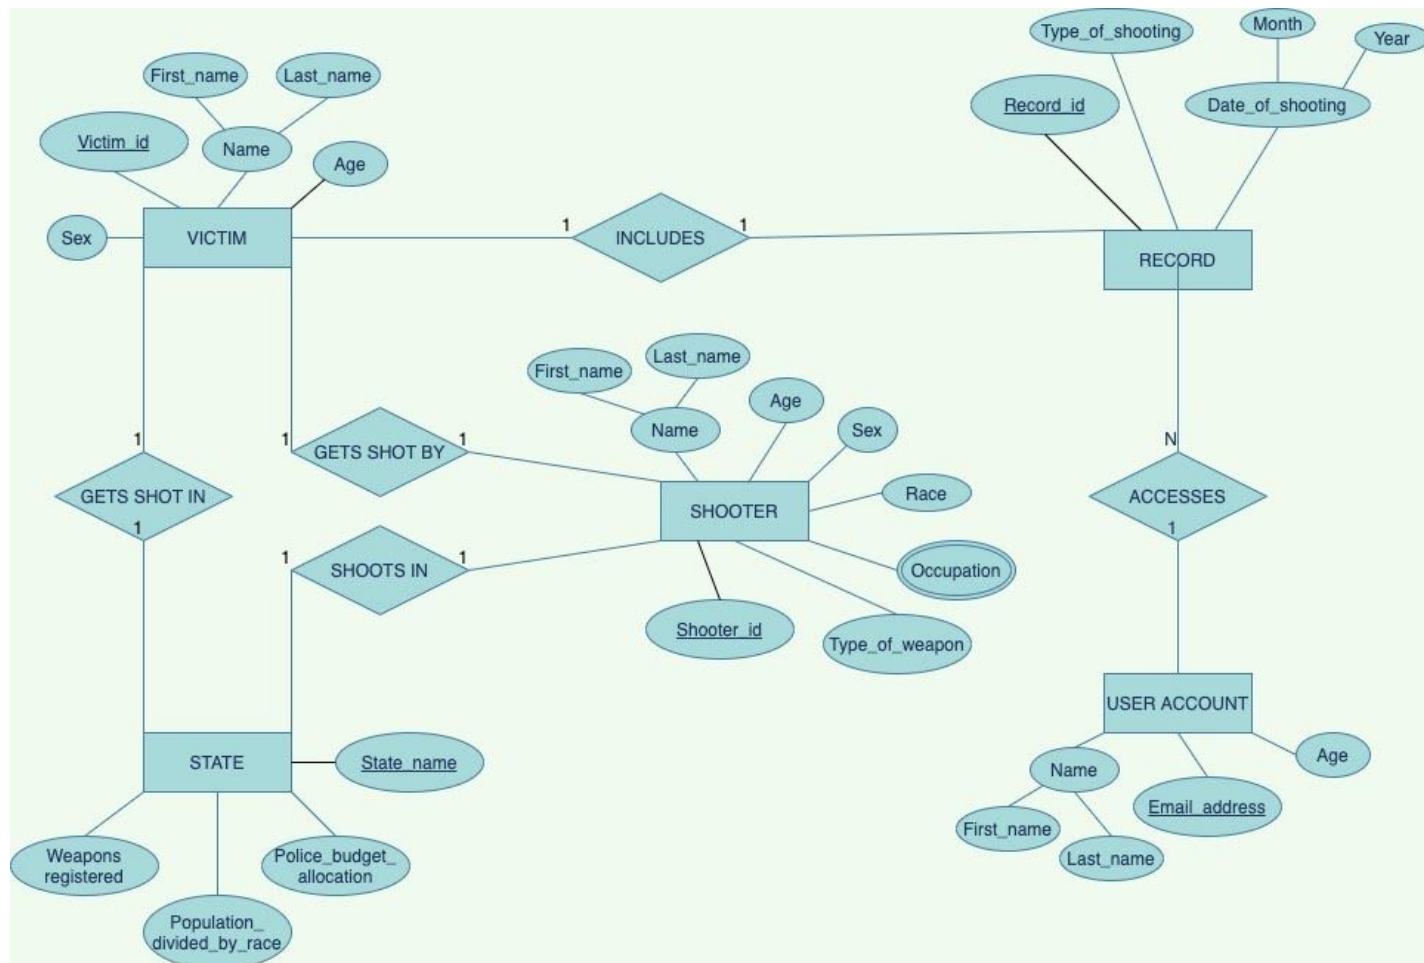 Type_of_shooting
Month
Year
First_name
Last_name
Record_id
Date_of_shooting
Victim_id
Name
Age
Sex
VICTIM
1
INCLUDES
1
RECORD
First_name
Last_name
Name
Age
Sex
1
GETS SHOT BY
1
Race
1
GETS SHOT IN
1
SHOOTER
N
ACCESSES
1
1
SHOOTS IN
1
Occupation
Shooter_id
Type_of_weapon
USER ACCOUNT
STATE
State_name
Name
Age
Email_address
First_name
Last_name
Weapons
registered
Police_budget_
allocation
Population_
divided_by_race